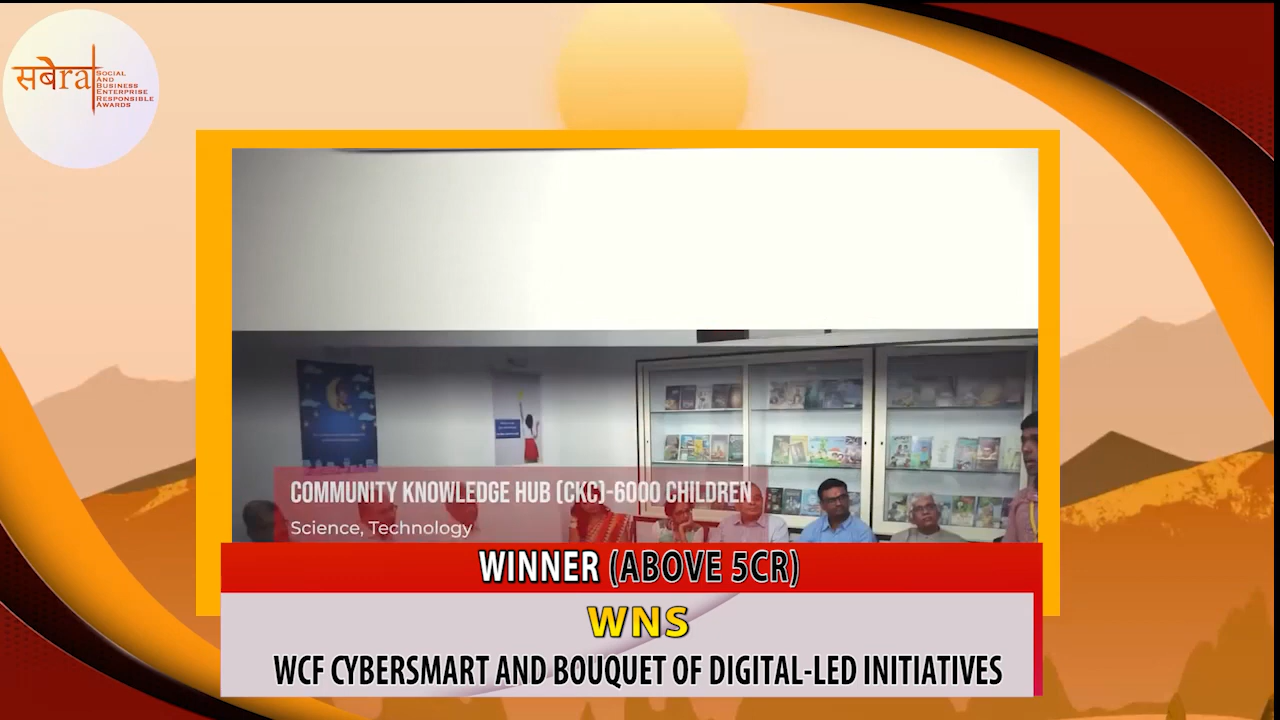 सबेरा
SOCIAL
AND
BUSINESS
ENTERPRISE
RESPONSIBLE
AWARDS
COMMUNITY KNOWLEDGE HUB (CKC)-6000 CHILDREN
Science, Technology
WINNER (ABOVE 5CR)
WNS
WCF CYBERSMART AND BOUQUET OF DIGITAL-LED INITIATIVES